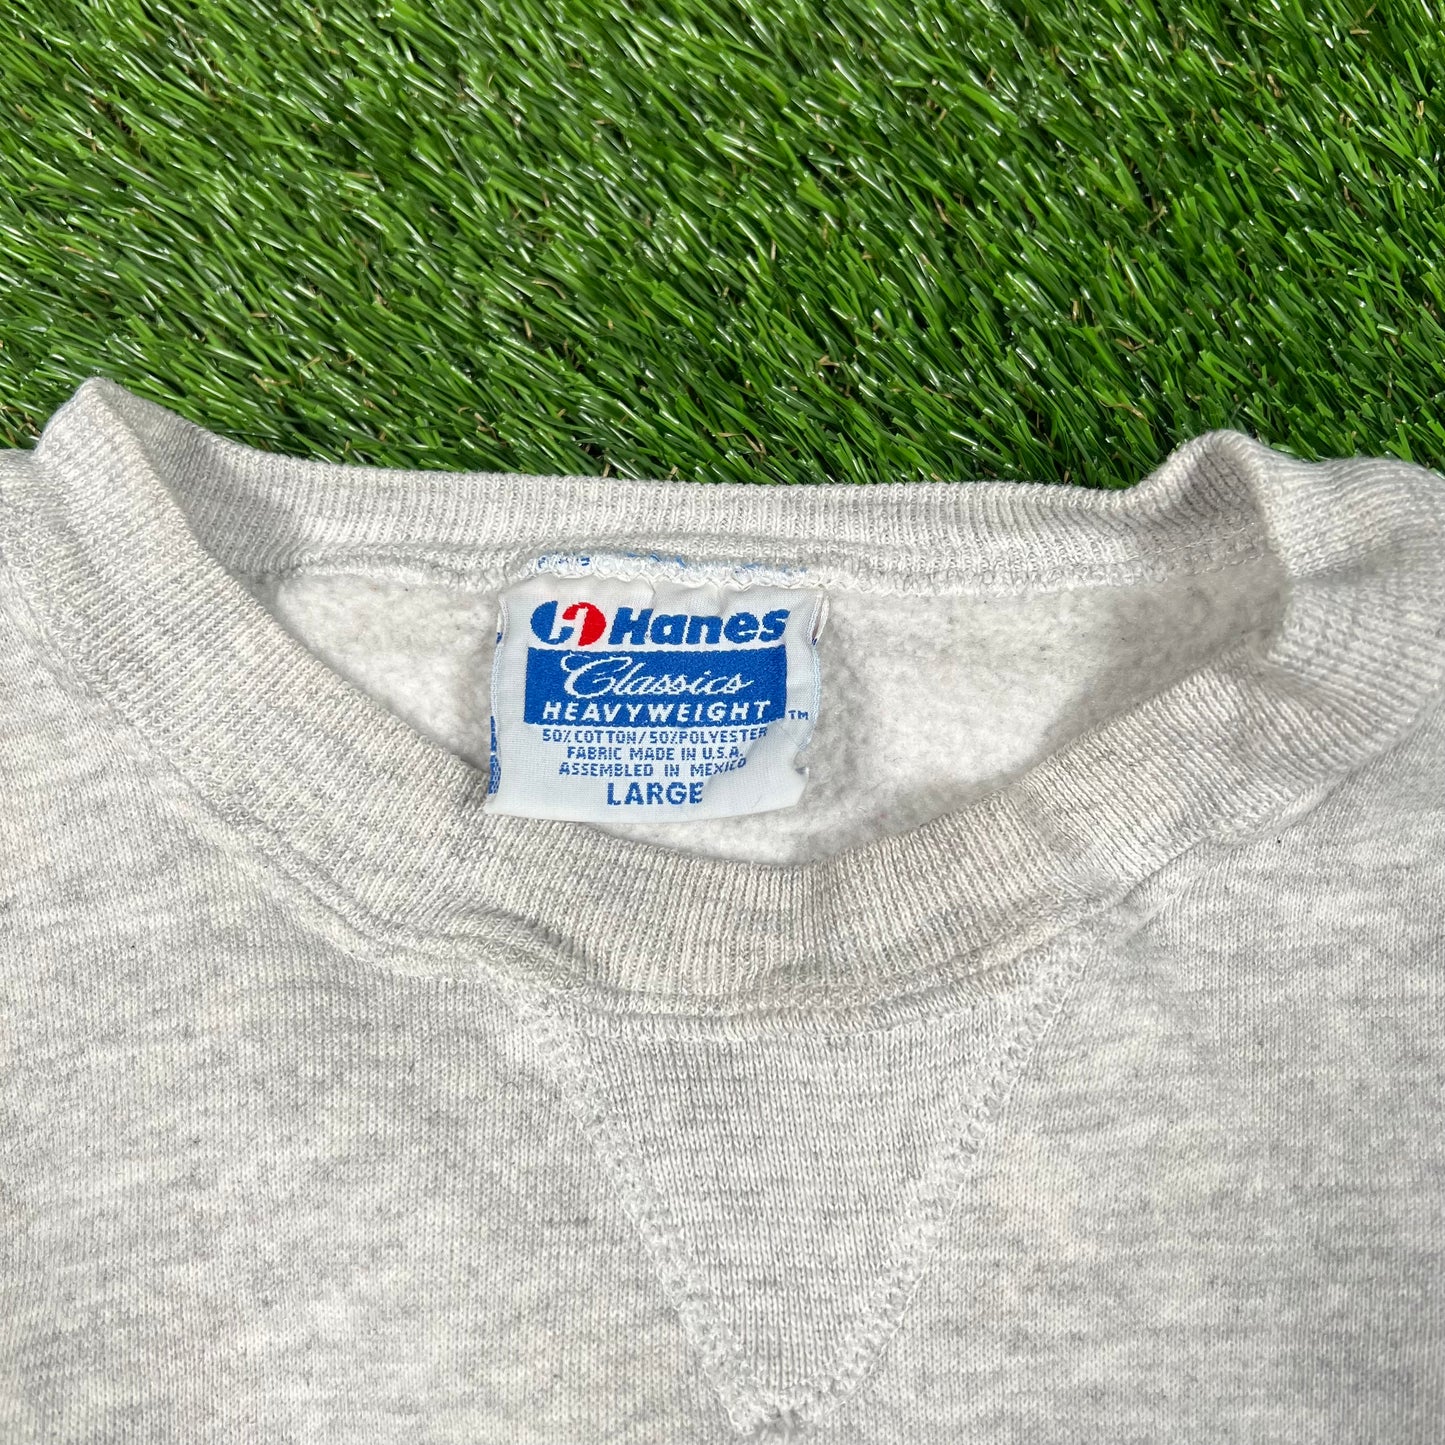 Hanes
Classics
HEAVYWEIGHT ™
50% COTTON/50% POLYESTER
FABRIC MADE IN U.S.A.
ASSEMBLED IN MEXICO
LARGE